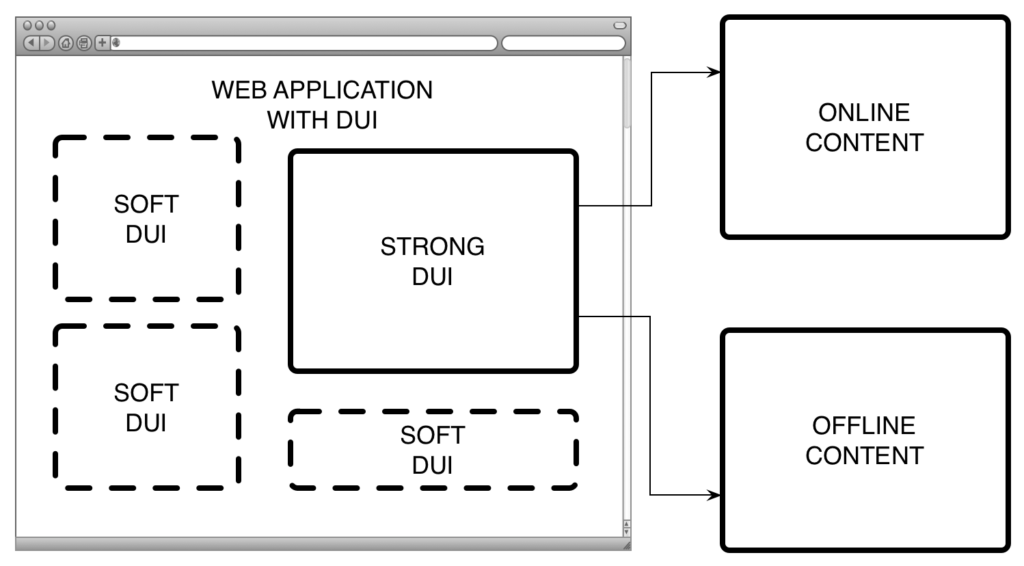 WEB APPLICATION
WITH DUI
SOFT
DUI
STRONG
DUI
SOFT
DUI
SOFT
DUI
ONLINE
CONTENT
OFFLINE
CONTENT